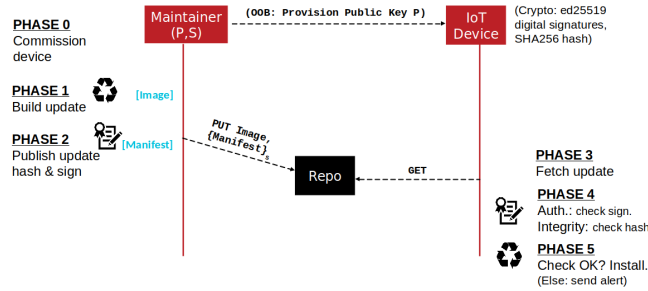 PHASE 0
Commission
device
Maintainer
(P,S)
(OOB: Provision Public Key P)
IoT
Device
(Crypto: ed25519
digital signatures,
SHA256 hash)
PHASE 1
Build update
[Image]
PHASE 2
Publish update
hash & sign
[Manifest]
PUT Image,
{Manifest}s
Repo
GET
PHASE 3
Fetch update
PHASE 4
Auth.: check sign.
Integrity: check hash
PHASE 5
Check OK? Install.
(Else: send alert)